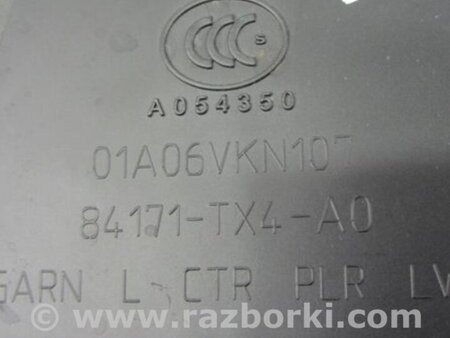 CCC S
A054350
01A06VKN107
84171-TX4-A0
GARN L CTR PLR LW
www.razborki.com